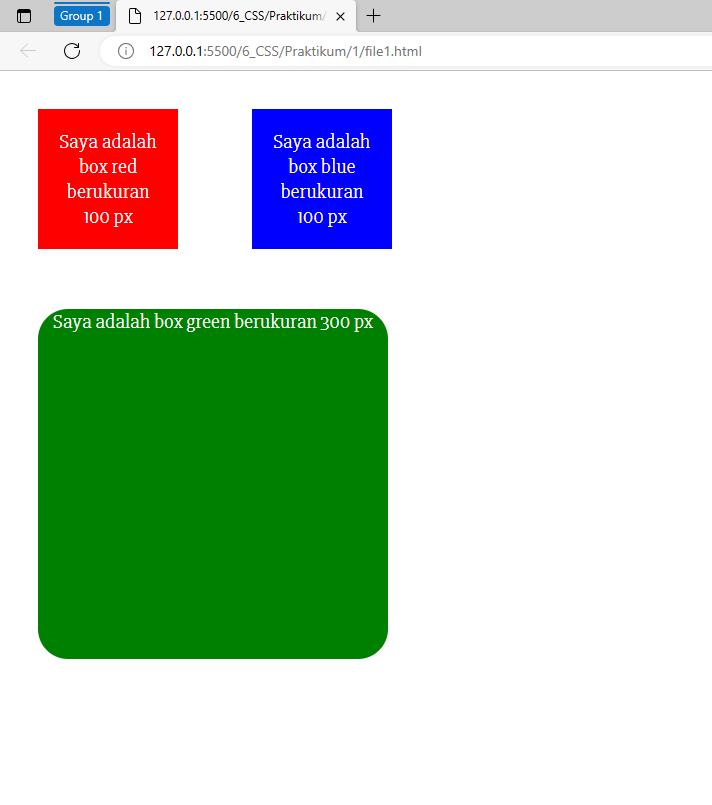 Group 1
127.0.0.1:5500/6_CSS/Praktikum/
127.0.0.1:5500/6_CSS/Praktikum/1/file1.html
Saya adalah
box red
berukuran
100 px
Saya adalah
box blue
berukuran
100 px
Saya adalah box green berukuran 300 px